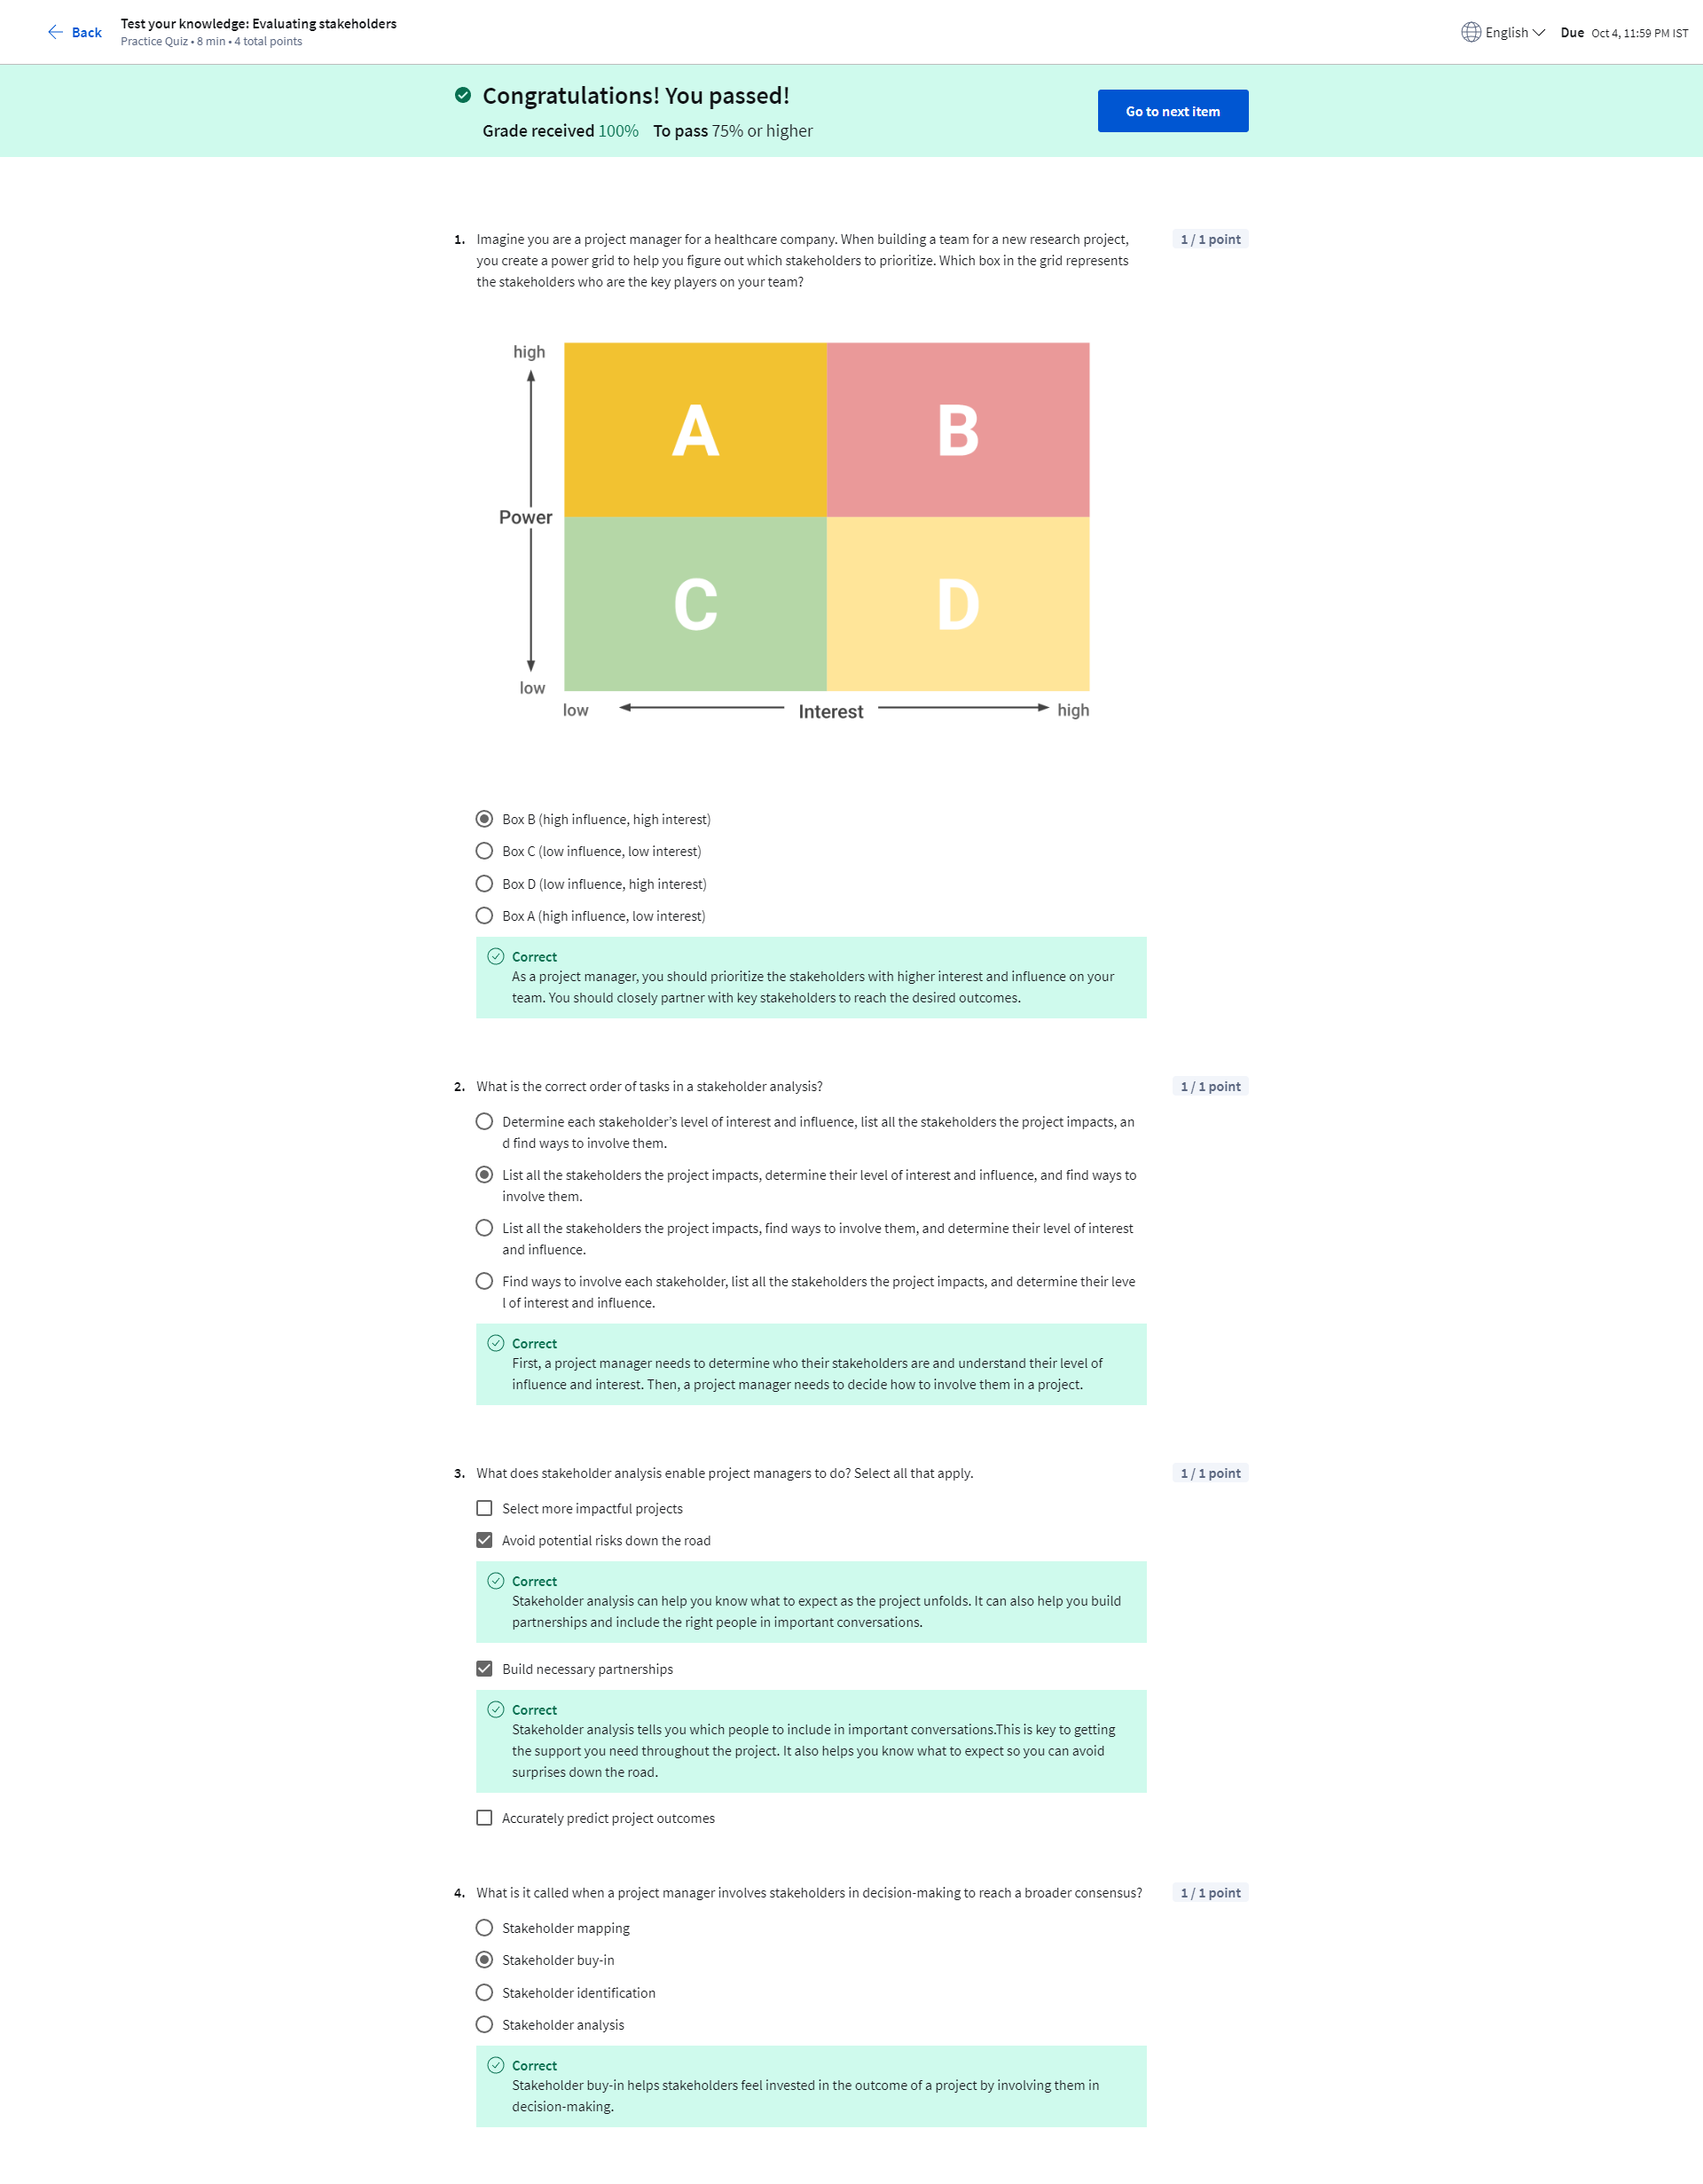 Back
Test your knowledge: Evaluating stakeholders
Practice Quiz • 8 min • 4 total points
English
Due Oct 4, 11:59 PM IST
Congratulations! You passed!
Grade received 100% To pass 75% or higher
Go to next item
1. Imagine you are a project manager for a healthcare company. When building a team for a new research project,
you create a power grid to help you figure out which stakeholders to prioritize. Which box in the grid represents
the stakeholders who are the key players on your team?
1 / 1 point
high
A
B
Power
C
D
low
low
Interest
high
Box B (high influence, high interest)
Box C (low influence, low interest)
Box D (low influence, high interest)
Box A (high influence, low interest)
Correct
As a project manager, you should prioritize the stakeholders with higher interest and influence on your
team. You should closely partner with key stakeholders to reach the desired outcomes.
2. What is the correct order of tasks in a stakeholder analysis?
1 / 1 point
Determine each stakeholder’s level of interest and influence, list all the stakeholders the project impacts, an
d find ways to involve them.
List all the stakeholders the project impacts, determine their level of interest and influence, and find ways to
involve them.
List all the stakeholders the project impacts, find ways to involve them, and determine their level of interest
and influence.
Find ways to involve each stakeholder, list all the stakeholders the project impacts, and determine their leve
l of interest and influence.
Correct
First, a project manager needs to determine who their stakeholders are and understand their level of
influence and interest. Then, a project manager needs to decide how to involve them in a project.
3. What does stakeholder analysis enable project managers to do? Select all that apply.
1 / 1 point
Select more impactful projects
Avoid potential risks down the road
Correct
Stakeholder analysis can help you know what to expect as the project unfolds. It can also help you build
partnerships and include the right people in important conversations.
Build necessary partnerships
Correct
Stakeholder analysis tells you which people to include in important conversations.This is key to getting
the support you need throughout the project. It also helps you know what to expect so you can avoid
surprises down the road.
Accurately predict project outcomes
4. What is it called when a project manager involves stakeholders in decision-making to reach a broader consensus?
1 / 1 point
Stakeholder mapping
Stakeholder buy-in
Stakeholder identification
Stakeholder analysis
Correct
Stakeholder buy-in helps stakeholders feel invested in the outcome of a project by involving them in
decision-making.